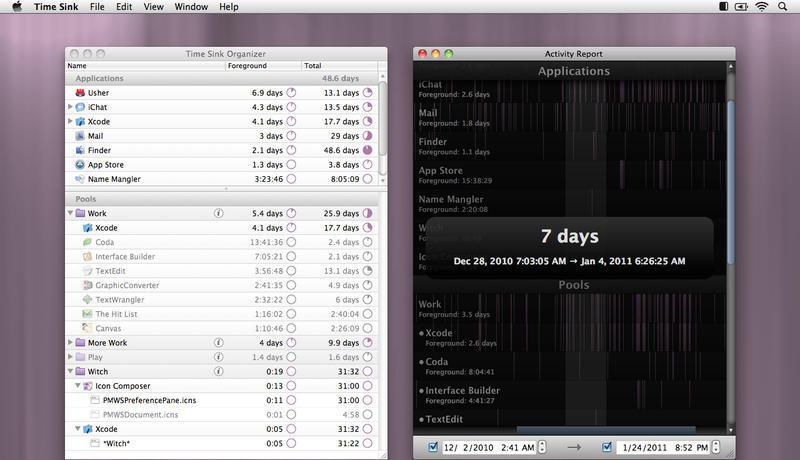 Time Sink File Edit View Window Help
Time Sink Organizer
Name Foreground Total
Applications 48.6 days
Usher 6.9 days 13.1 days
iChat 4.3 days 13.5 days
Xcode 4.1 days 17.7 days
Mail 3 days 29 days
Finder 2.1 days 48.6 days
App Store 1.3 days 3.8 days
Name Mangler 3:23:46 8:05:09
Pools
Work i 5.4 days 25.9 days
Xcode 4.1 days 17.7 days
Coda 13:41:36 2.4 days
Interface Builder 7:05:21 2.1 days
TextEdit 3:56:48 13.1 days
GraphicConverter 2:41:35 4.9 days
TextWrangler 2:32:22 6 days
The Hit List 1:16:02 2:40:04
Canvas 1:10:46 2:26:09
More Work i 4 days 9.9 days
Play i 1.4 days 1.6 days
Witch i 0:19 31:32
Icon Composer 0:13 31:00
PMWSPreferencePane.icns 0:11 31:00
PMWSDocument.icns 0:01 4:58
Xcode 0:05 31:32
*Witch* 0:05 31:22
Activity Report
Applications
iChat
Foreground: 2.6 days
Mail
Foreground: 1.8 days
Finder
Foreground: 1.1 days
App Store
Foreground: 15:38:29
Name Mangler
Foreground: 2:20:08
7 days
Dec 28, 2010 7:03:05 AM → Jan 4, 2011 6:26:25 AM
Pools
Work
Foreground: 3.5 days
• Xcode
Foreground: 2.6 days
• Coda
Foreground: 8:04:41
• Interface Builder
Foreground: 4:41:27
• TextEdit
12/ 2/2010 2:41 AM → 1/24/2011 8:52 PM